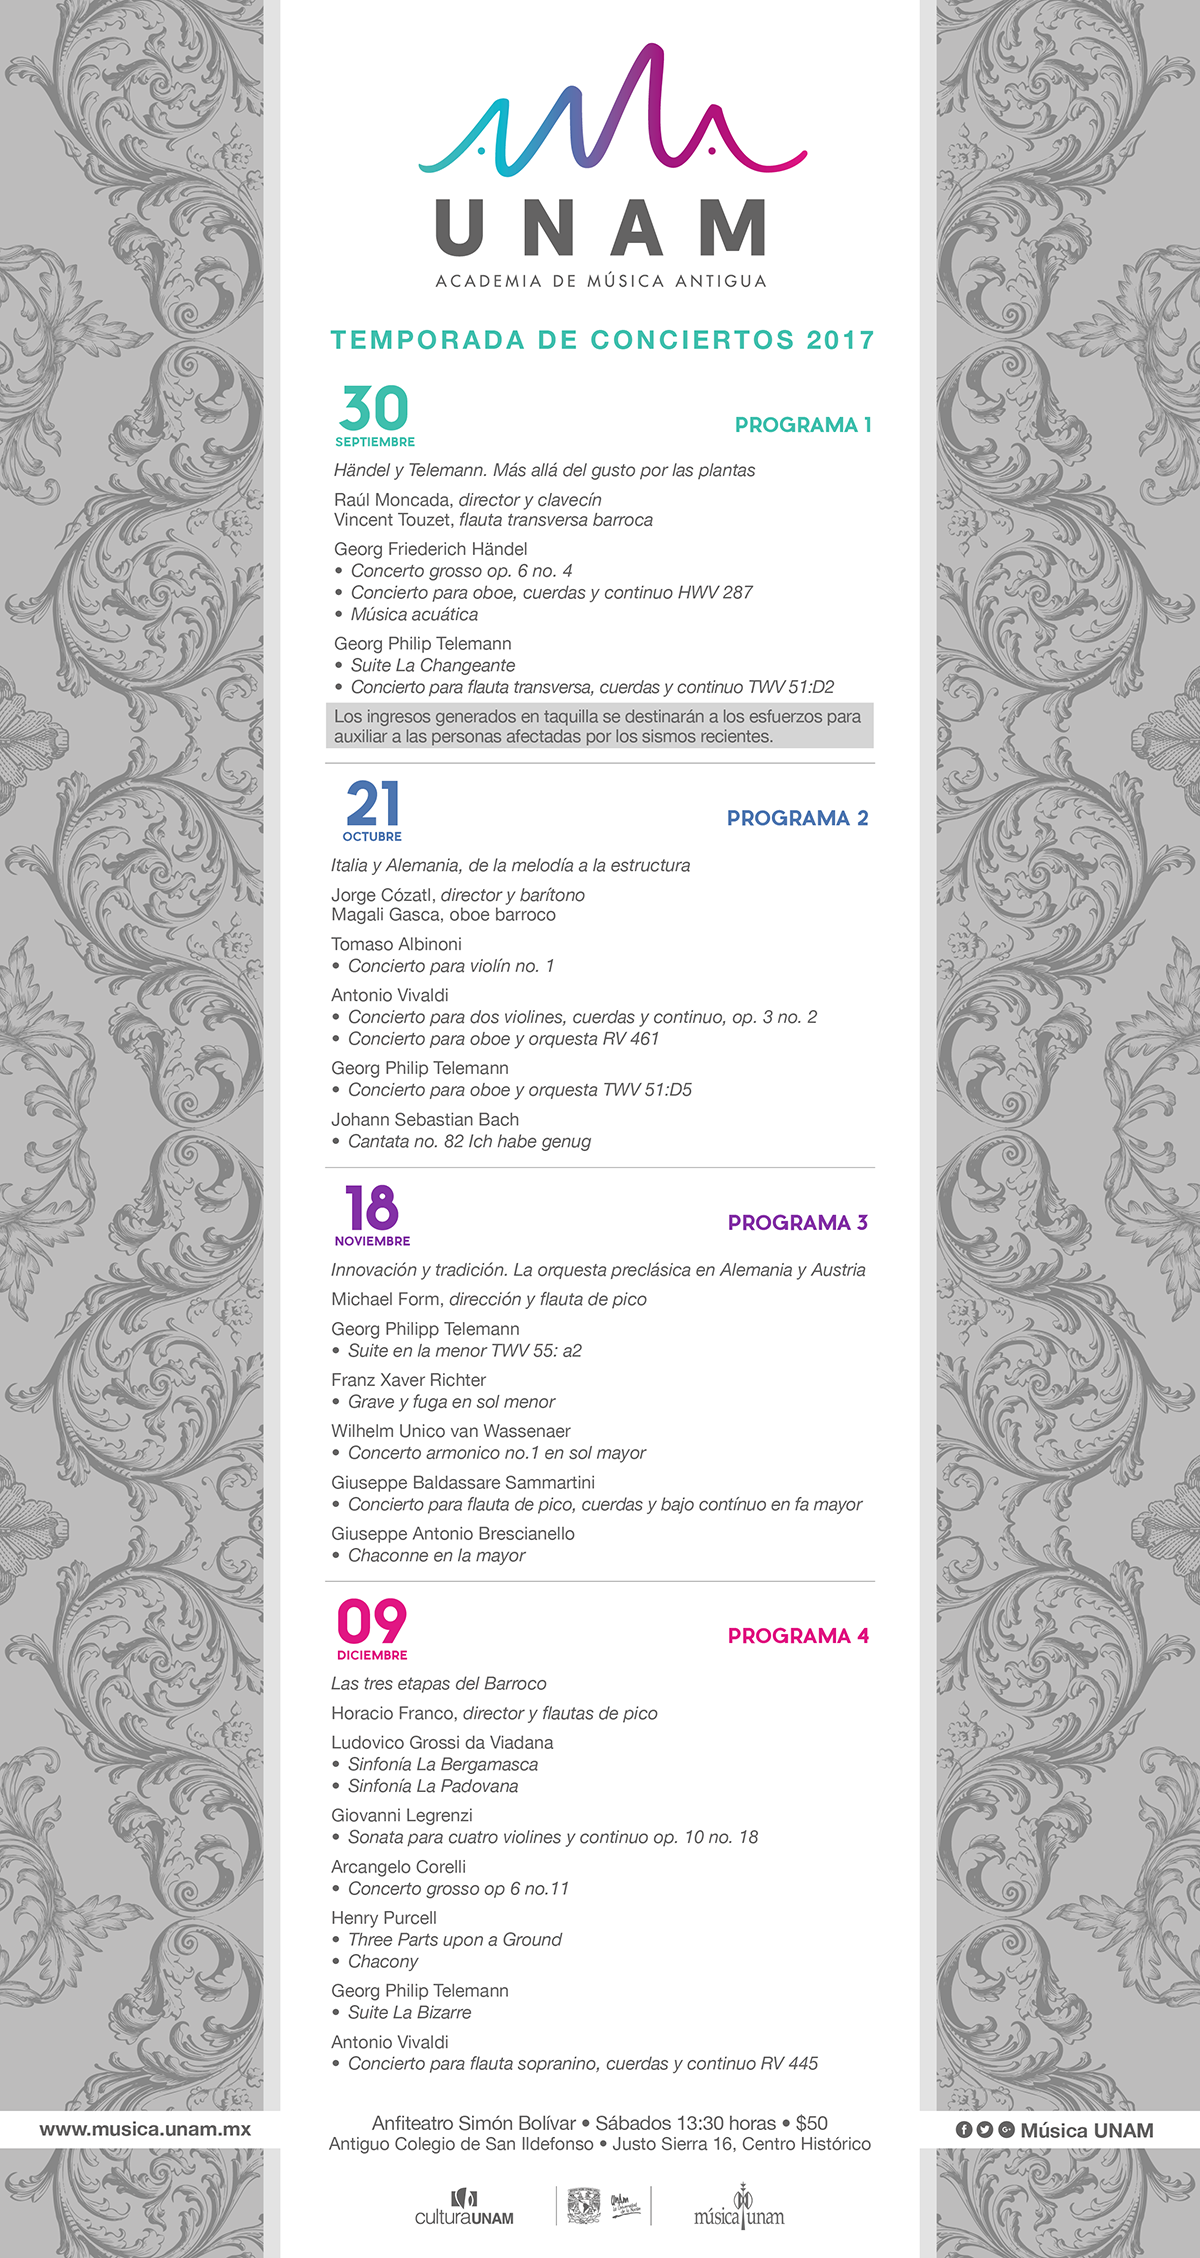 AMA
UNAM
ACADEMIA DE MÚSICA ANTIGUA
TEMPORADA DE CONCIERTOS 2017
30
SEPTIEMBRE
PROGRAMA 1
Händel y Telemann. Más allá del gusto por las plantas
Raúl Moncada, director y clavecín
Vincent Touzet, flauta transversa barroca
Georg Friederich Händel
• Concerto grosso op. 6 no. 4
• Concierto para oboe, cuerdas y continuo HWV 287
• Música acuática
Georg Philip Telemann
• Suite La Changeante
• Concierto para flauta transversa, cuerdas y continuo TWV 51:D2
Los ingresos generados en taquilla se destinarán a los esfuerzos para
auxiliar a las personas afectadas por los sismos recientes.
21
OCTUBRE
PROGRAMA 2
Italia y Alemania, de la melodía a la estructura
Jorge Cózatl, director y barítono
Magali Gasca, oboe barroco
Tomaso Albinoni
• Concierto para violín no. 1
Antonio Vivaldi
• Concierto para dos violines, cuerdas y continuo, op. 3 no. 2
• Concierto para oboe y orquesta RV 461
Georg Philip Telemann
• Concierto para oboe y orquesta TWV 51:D5
Johann Sebastian Bach
• Cantata no. 82 Ich habe genug
18
NOVIEMBRE
PROGRAMA 3
Innovación y tradición. La orquesta preclásica en Alemania y Austria
Michael Form, dirección y flauta de pico
Georg Philipp Telemann
• Suite en la menor TWV 55: a2
Franz Xaver Richter
• Grave y fuga en sol menor
Wilhelm Unico van Wassenaer
• Concerto armonico no.1 en sol mayor
Giuseppe Baldassare Sammartini
• Concierto para flauta de pico, cuerdas y bajo contínuo en fa mayor
Giuseppe Antonio Brescianello
• Chaconne en la mayor
09
DICIEMBRE
PROGRAMA 4
Las tres etapas del Barroco
Horacio Franco, director y flautas de pico
Ludovico Grossi da Viadana
• Sinfonía La Bergamasca
• Sinfonía La Padovana
Giovanni Legrenzi
• Sonata para cuatro violines y continuo op. 10 no. 18
Arcangelo Corelli
• Concerto grosso op 6 no.11
Henry Purcell
• Three Parts upon a Ground
• Chacony
Georg Philip Telemann
• Suite La Bizarre
Antonio Vivaldi
• Concierto para flauta sopranino, cuerdas y continuo RV 445
www.musica.unam.mx
Anfiteatro Simón Bolívar • Sábados 13:30 horas • $50
Antiguo Colegio de San Ildefonso • Justo Sierra 16, Centro Histórico
Música UNAM
culturaUNAM
música unam